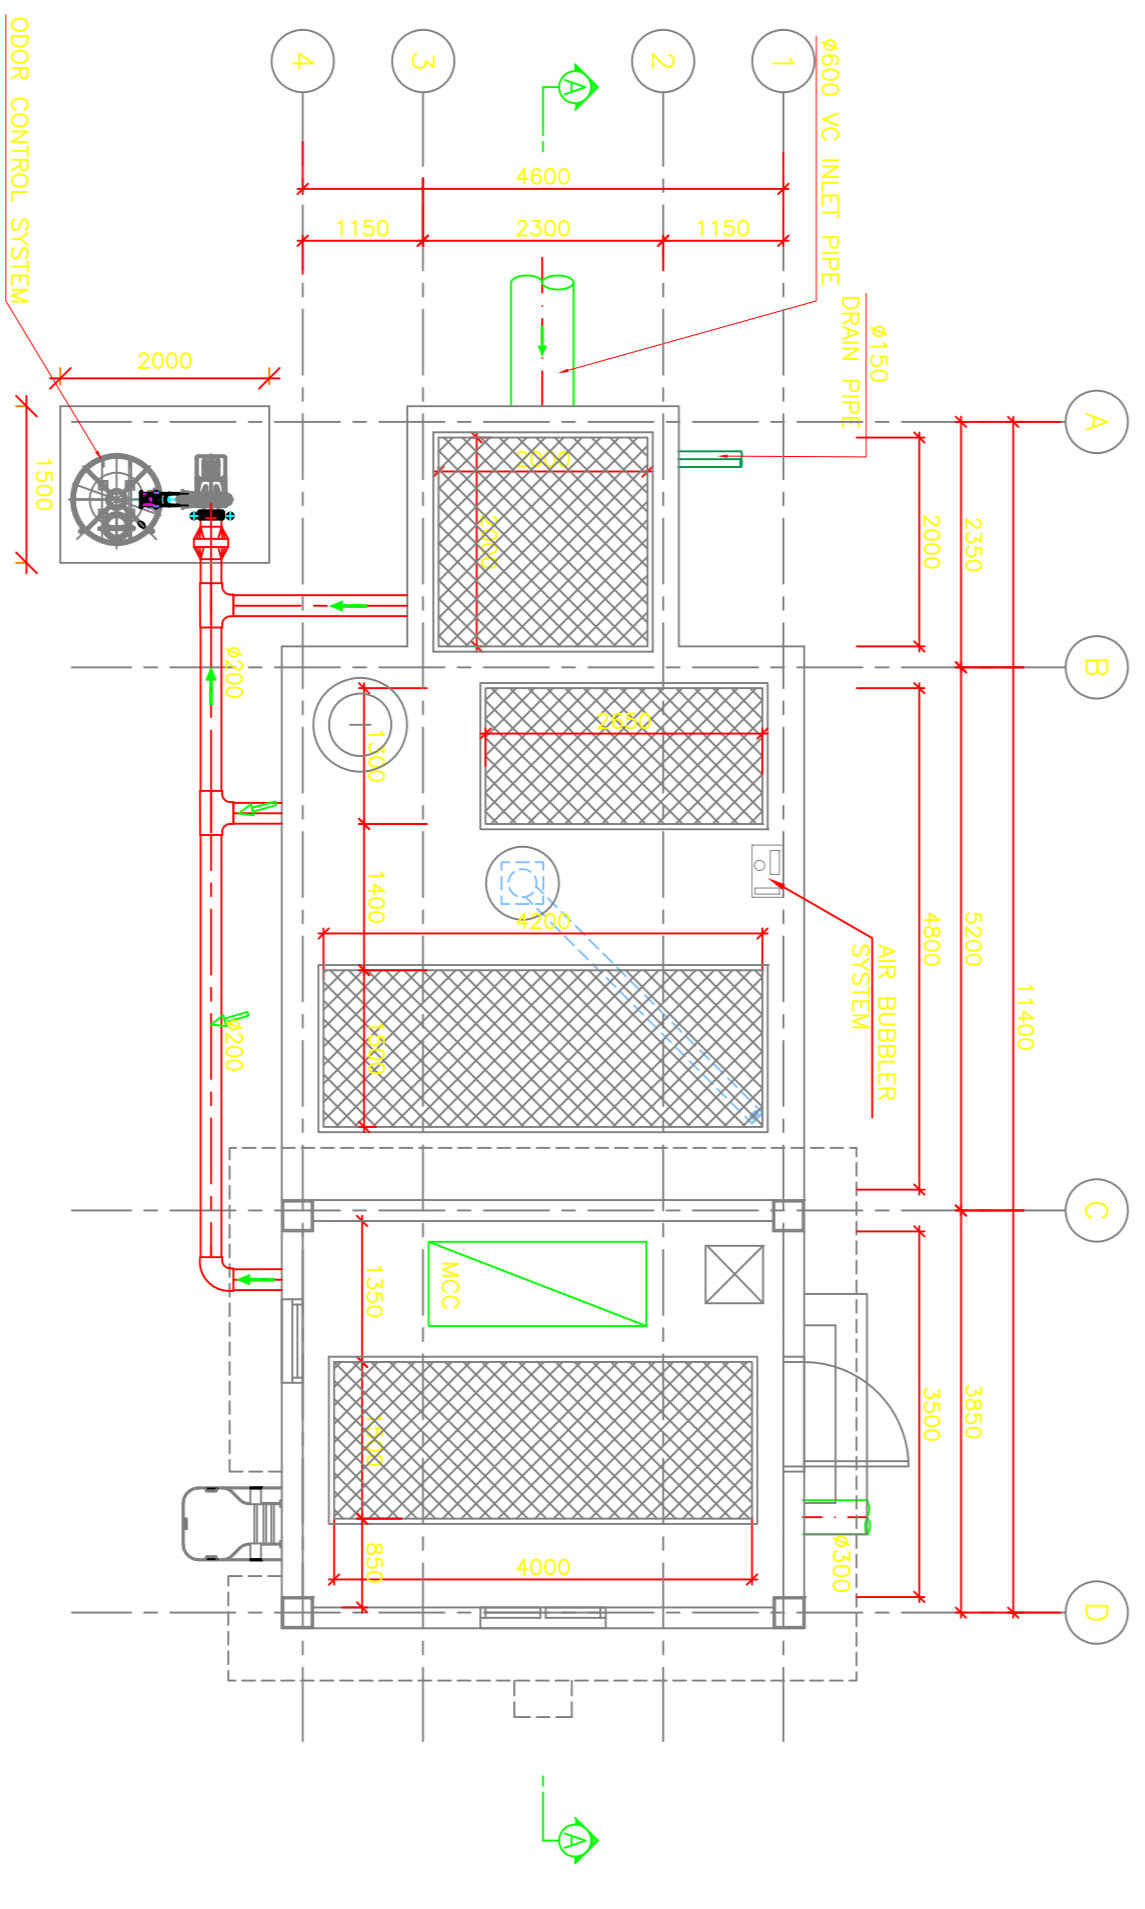 ODOR CONTROL SYSTEM
4
3
2
1
A
ø600 VC INLET PIPE
4600
1150
2300
1150
ø150
DRAIN PIPE
2000
1500
A
2000
2000
2000
2350
B
ø200
1300
2650
1400
4200
AIR BUBBLER
SYSTEM
4800
5200
11400
ø200
1500
C
1350
MCC
1500
3500
3850
850
4000
ø300
D
A